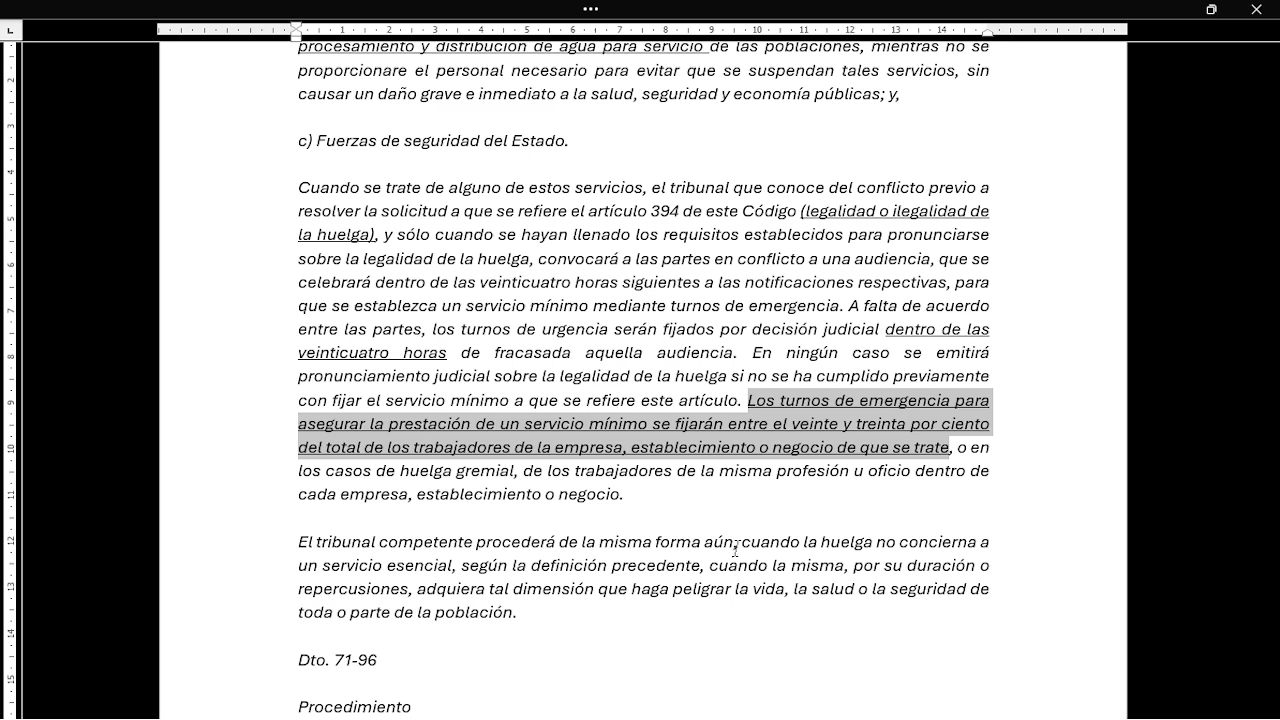 procesamiento y distribución de agua para servicio de las poblaciones, mientras no se
proporcionare el personal necesario para evitar que se suspendan tales servicios, sin
causar un daño grave e inmediato a la salud, seguridad y economía públicas; y,
c) Fuerzas de seguridad del Estado.
Cuando se trate de alguno de estos servicios, el tribunal que conoce del conflicto previo a
resolver la solicitud a que se refiere el artículo 394 de este Código (legalidad o ilegalidad de
la huelga), y sólo cuando se hayan llenado los requisitos establecidos para pronunciarse
sobre la legalidad de la huelga, convocará a las partes en conflicto a una audiencia, que se
celebrará dentro de las veinticuatro horas siguientes a las notificaciones respectivas, para
que se establezca un servicio mínimo mediante turnos de emergencia. A falta de acuerdo
entre las partes, los turnos de urgencia serán fijados por decisión judicial dentro de las
veinticuatro horas de fracasada aquella audiencia. En ningún caso se emitirá
pronunciamiento judicial sobre la legalidad de la huelga si no se ha cumplido previamente
con fijar el servicio mínimo a que se refiere este artículo. Los turnos de emergencia para
asegurar la prestación de un servicio mínimo se fijarán entre el veinte y treinta por ciento
del total de los trabajadores de la empresa, establecimiento o negocio de que se trate, o en
los casos de huelga gremial, de los trabajadores de la misma profesión u oficio dentro de
cada empresa, establecimiento o negocio.
El tribunal competente procederá de la misma forma aún, cuando la huelga no concierna a
un servicio esencial, según la definición precedente, cuando la misma, por su duración o
repercusiones, adquiera tal dimensión que haga peligrar la vida, la salud o la seguridad de
toda o parte de la población.
Dto. 71-96
Procedimiento